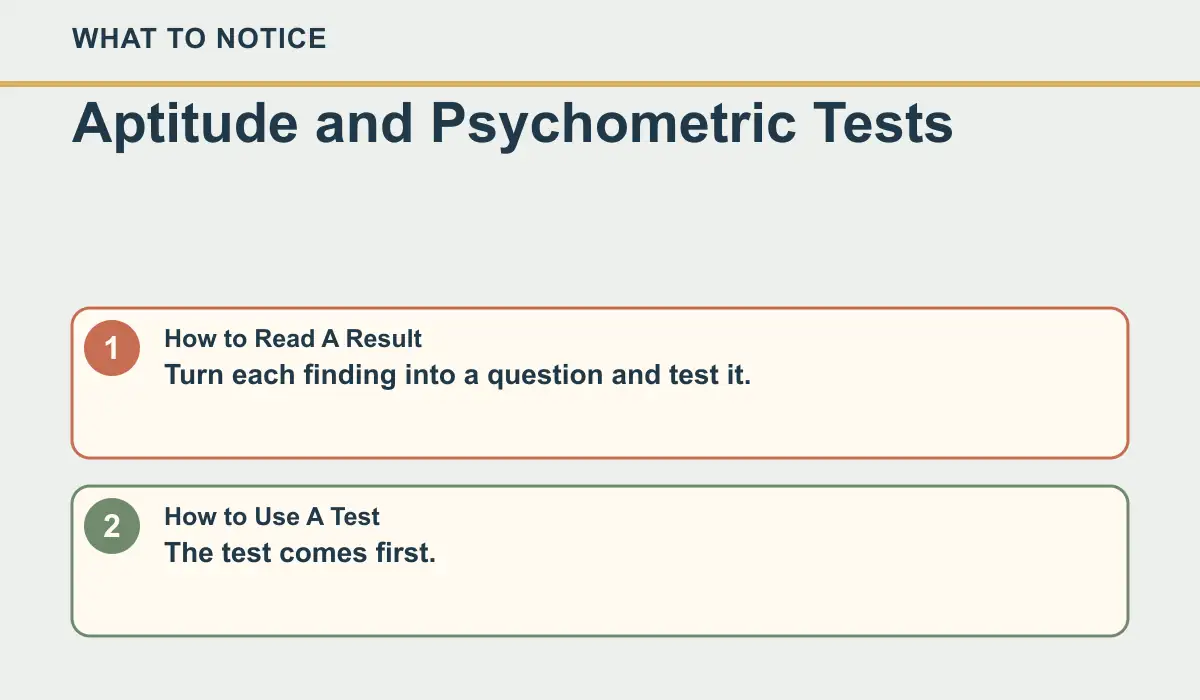 WHAT TO NOTICE
Aptitude and Psychometric Tests
1
How to Read A Result
Turn each finding into a question and test it.
2
How to Use A Test
The test comes first.